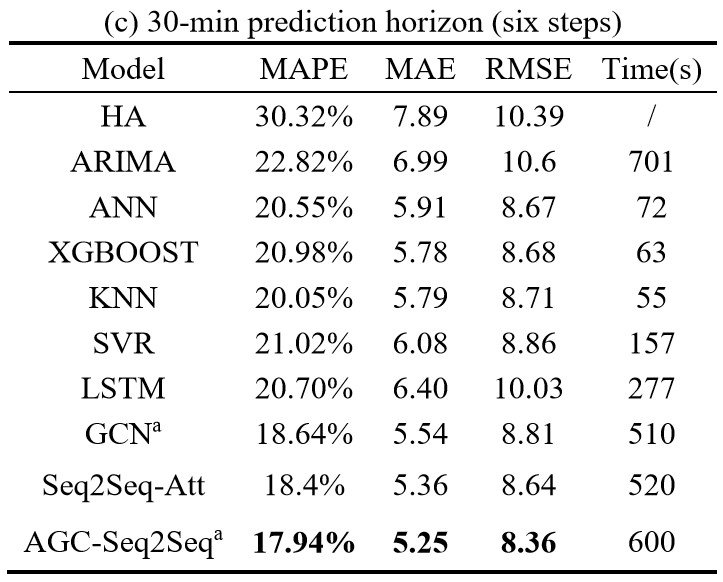 (c) 30-min prediction horizon (six steps)
Model MAPE MAE RMSE Time(s)
HA 30.32% 7.89 10.39 /
ARIMA 22.82% 6.99 10.6 701
ANN 20.55% 5.91 8.67 72
XGBOOST 20.98% 5.78 8.68 63
KNN 20.05% 5.79 8.71 55
SVR 21.02% 6.08 8.86 157
LSTM 20.70% 6.40 10.03 277
GCNᵃ 18.64% 5.54 8.81 510
Seq2Seq-Att 18.4% 5.36 8.64 520
AGC-Seq2Seqᵃ 17.94% 5.25 8.36 600